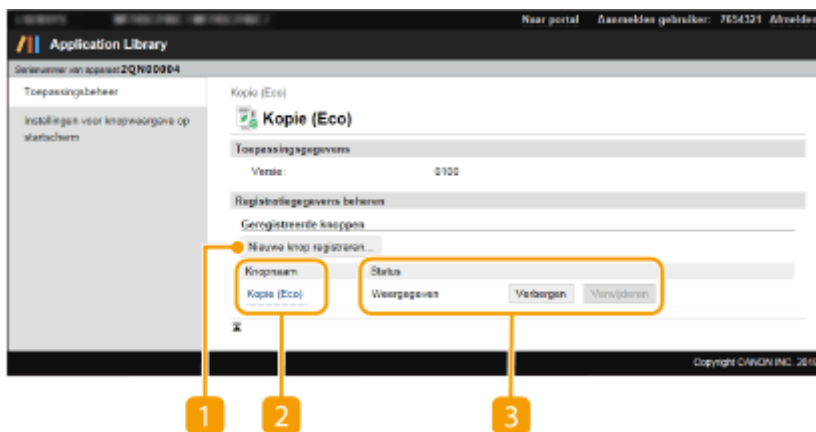 Naar portal Aanmelden gebruiker: 7654321 Afmelden
Application Library
Serienummer van apparaat:2QN00004
Toepassingsbeheer
Instellingen voor knopweergave op
startscherm
Kopie (Eco)
Kopie (Eco)
Toepassingsgegevens
Versie: 0100
Registratiegegevens beheren
Geregistreerde knoppen
Nieuwe knop registreren...
Knopnaam Status
Kopie (Eco) Weergegeven Verbergen Verwijderen
Copyright CANON INC.
1 2 3